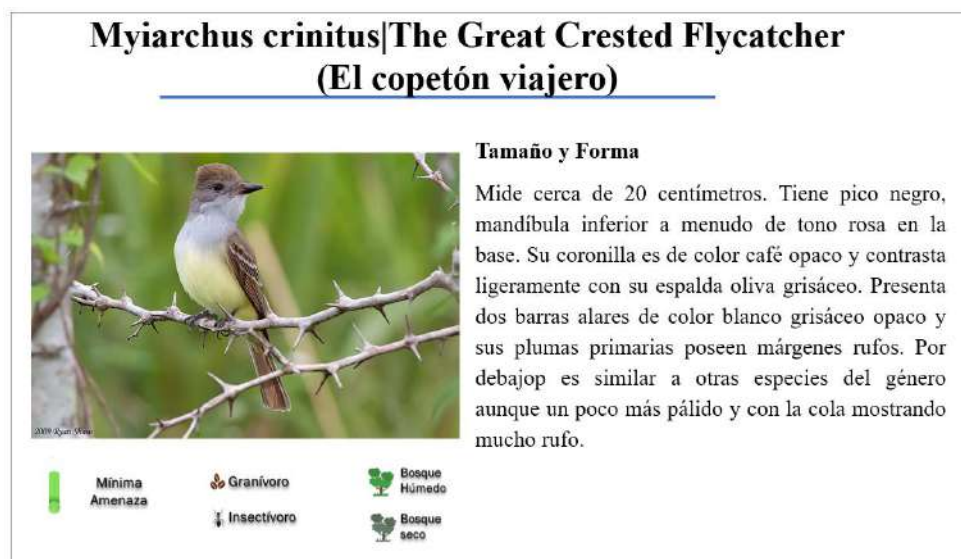 Myiarchus crinitus|The Great Crested Flycatcher
(El copetón viajero)
Tamaño y Forma
Mide cerca de 20 centímetros. Tiene pico negro,
mandíbula inferior a menudo de tono rosa en la
base. Su coronilla es de color café opaco y contrasta
ligeramente con su espalda oliva grisáceo. Presenta
dos barras alares de color blanco grisáceo opaco y
sus plumas primarias poseen márgenes rufos. Por
debajop es similar a otras especies del género
aunque un poco más pálido y con la cola mostrando
mucho rufo.
2009 Ryan
Mínima
Amenaza
Granívoro
Insectívoro
Bosque
Húmedo
Bosque
seco